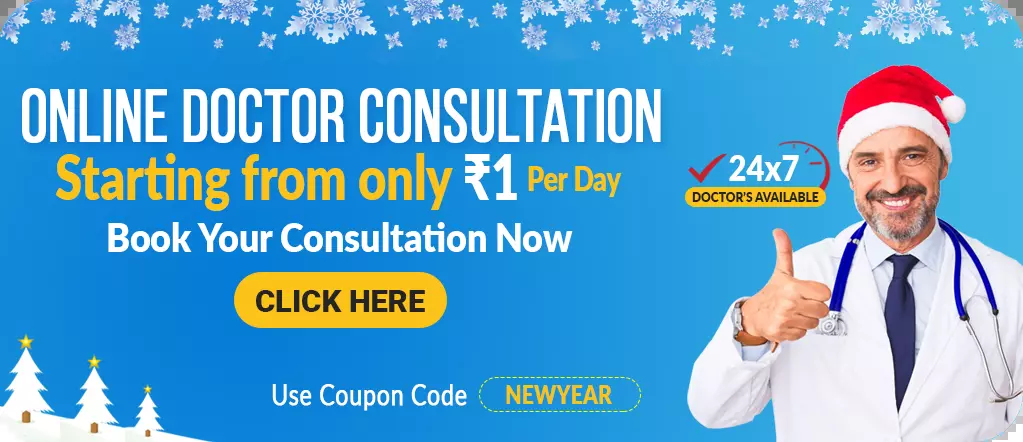 ONLINE DOCTOR CONSULTATION
Starting from only ₹1 Per Day
Book Your Consultation Now
CLICK HERE
Use Coupon Code NEWYEAR
24x7
DOCTOR'S AVAILABLE